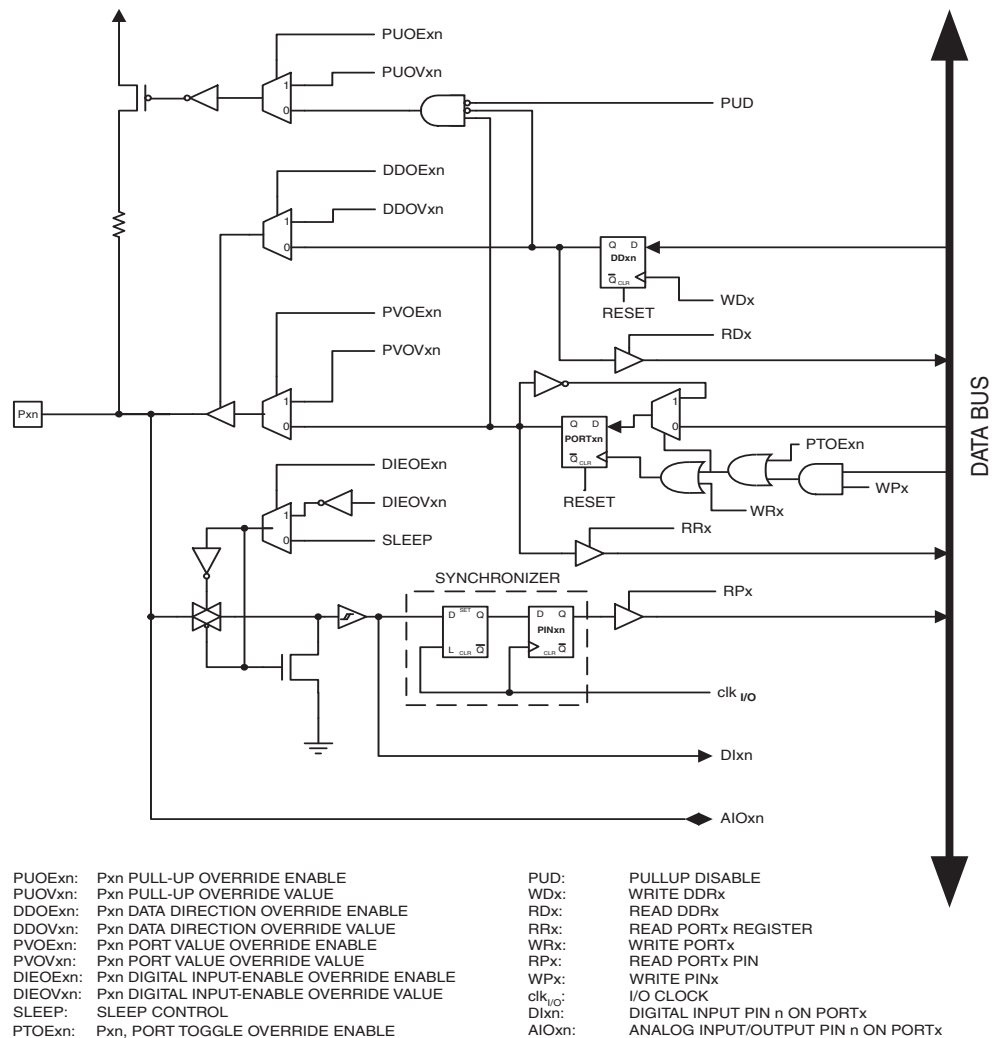 PUOExn
PUOVxn
1
0
PUD
DDOExn
DDOVxn
1
0
Q D
DDxn
Q CLR
WDx
RESET
RDx
PVOExn
PVOVxn
1
0
Pxn
1
0
Q D
PORTxn
Q CLR
RESET
PTOExn
WPx
WRx
RRx
DATA BUS
DIEOExn
DIEOVxn
1
0
SLEEP
SYNCHRONIZER
D SET Q
L CLR Q
D Q
PINxn
CLR Q
RPx
clk I/O
DIxn
AIOxn
PUOExn: Pxn PULL-UP OVERRIDE ENABLE
PUOVxn: Pxn PULL-UP OVERRIDE VALUE
DDOExn: Pxn DATA DIRECTION OVERRIDE ENABLE
DDOVxn: Pxn DATA DIRECTION OVERRIDE VALUE
PVOExn: Pxn PORT VALUE OVERRIDE ENABLE
PVOVxn: Pxn PORT VALUE OVERRIDE VALUE
DIEOExn: Pxn DIGITAL INPUT-ENABLE OVERRIDE ENABLE
DIEOVxn: Pxn DIGITAL INPUT-ENABLE OVERRIDE VALUE
SLEEP: SLEEP CONTROL
PTOExn: Pxn, PORT TOGGLE OVERRIDE ENABLE
PUD: PULLUP DISABLE
WDx: WRITE DDRx
RDx: READ DDRx
RRx: READ PORTx REGISTER
WRx: WRITE PORTx
RPx: READ PORTx PIN
WPx: WRITE PINx
clkI/O: I/O CLOCK
DIxn: DIGITAL INPUT PIN n ON PORTx
AIOxn: ANALOG INPUT/OUTPUT PIN n ON PORTx